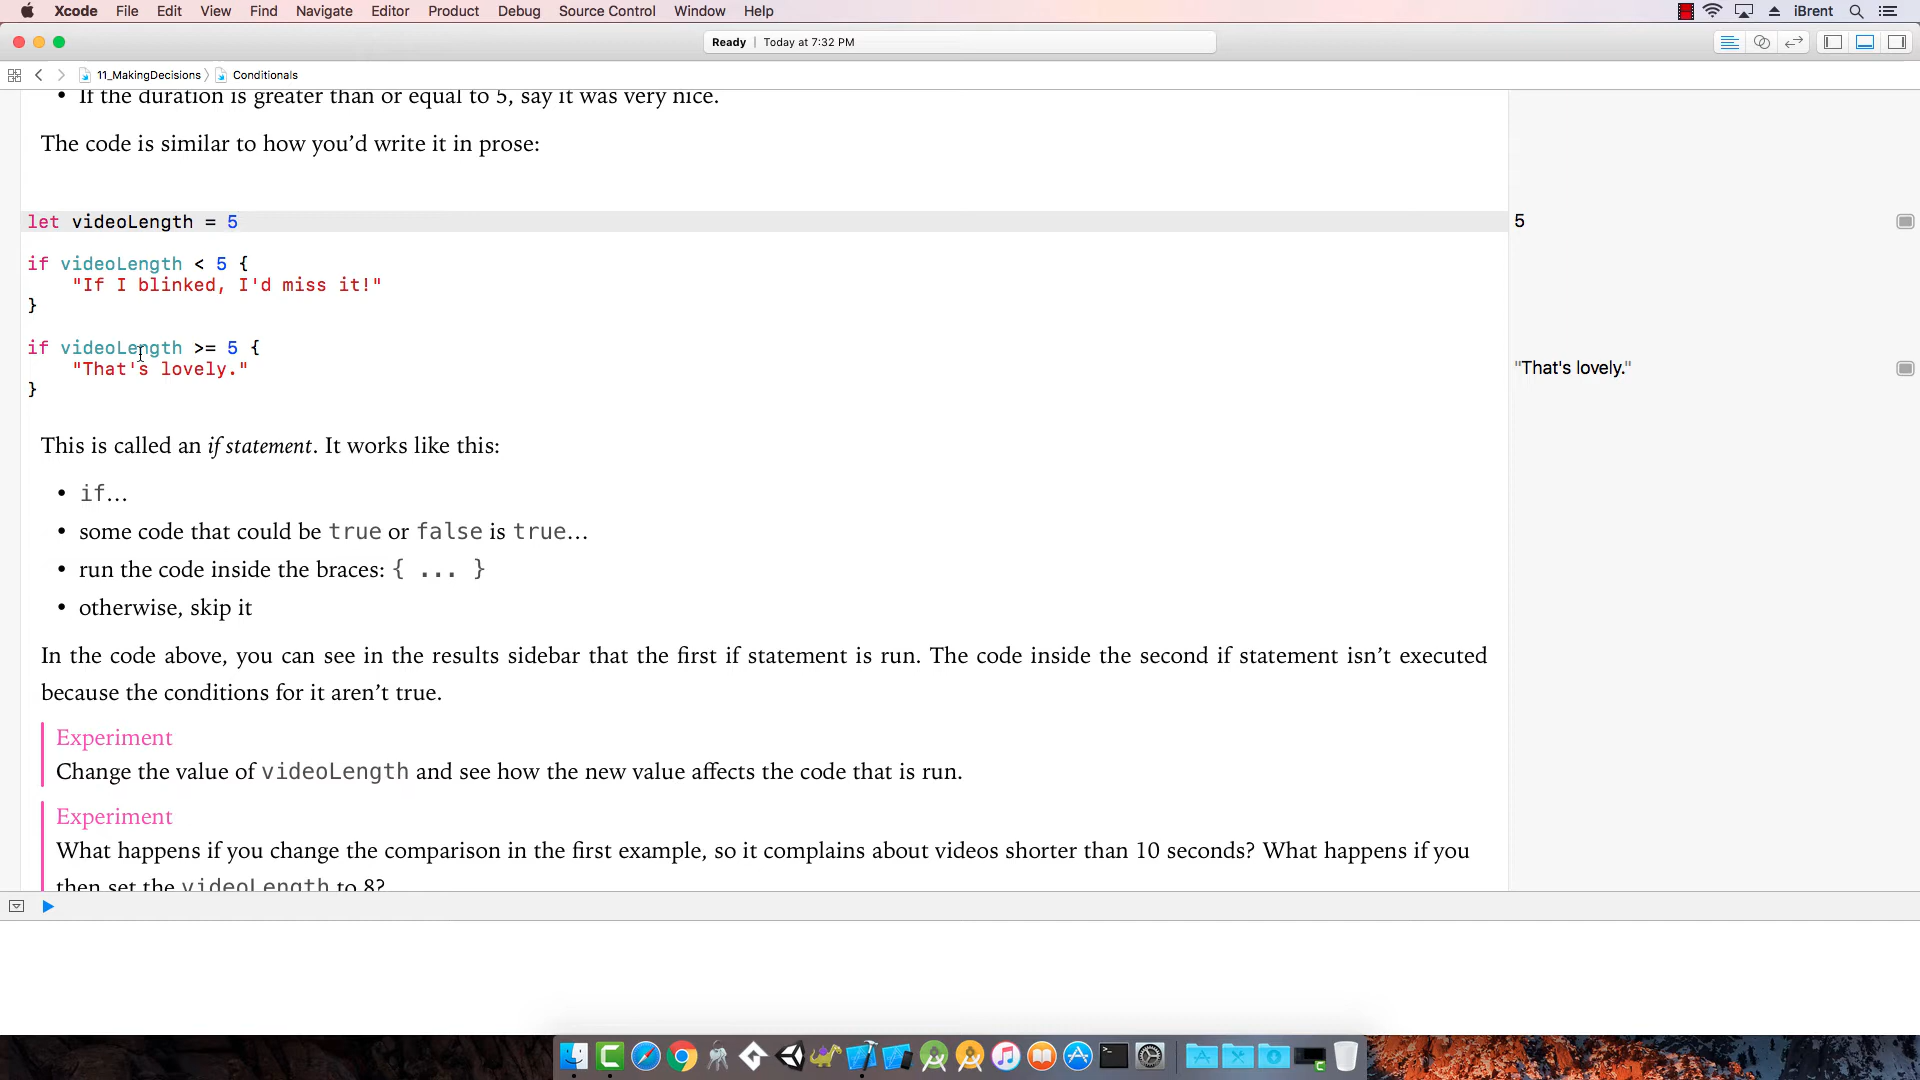 Xcode File Edit View Find Navigate Editor Product Debug Source Control Window Help iBrent
Ready | Today at 7:32 PM
11_MakingDecisions Conditionals
• If the duration is greater than or equal to 5, say it was very nice.
The code is similar to how you’d write it in prose:
let videoLength = 5
5
if videoLength < 5 {
"If I blinked, I'd miss it!"
}
if videoLength >= 5 {
"That's lovely."
"That's lovely."
}
This is called an if statement. It works like this:
• if…
• some code that could be true or false is true…
• run the code inside the braces: { ... }
• otherwise, skip it
In the code above, you can see in the results sidebar that the first if statement is run. The code inside the second if statement isn’t executed
because the conditions for it aren’t true.
Experiment
Change the value of videoLength and see how the new value affects the code that is run.
Experiment
What happens if you change the comparison in the first example, so it complains about videos shorter than 10 seconds? What happens if you
then set the videoLength to 8?